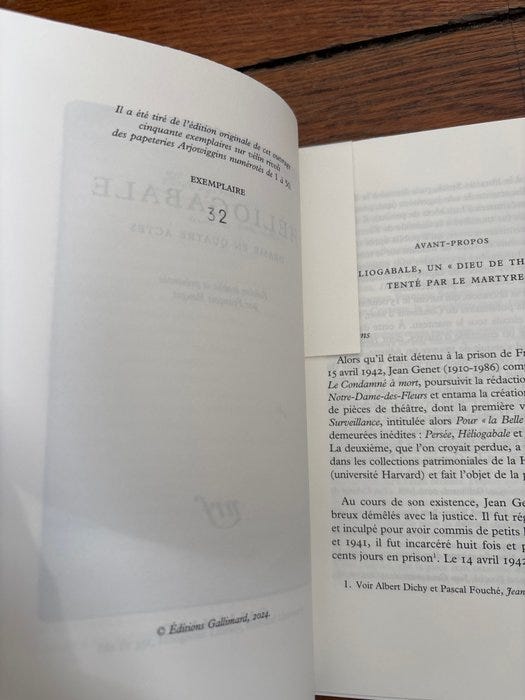 Il a été tiré de l'édition originale de cet ouvrage
cinquante exemplaires sur vélin rivoli
des papeteries Arjowiggins numérotés de 1 à 50.
EXEMPLAIRE
32
HÉLIOGABALE
DRAME EN QUATRE ACTES
nrf
© Éditions Gallimard, 2024.
AVANT-PROPOS
LIOGABALE, UN « DIEU DE TH
TENTÉ PAR LE MARTYRE
ns
Alors qu'il était détenu à la prison de Fr
15 avril 1942, Jean Genet (1910-1986) com
Le Condamné à mort, poursuivit la rédactio
Notre-Dame-des-Fleurs et entama la création
de pièces de théâtre, dont la première v
Surveillance, intitulée alors Pour « la Belle
demeurées inédites : Persée, Héliogabale et
La deuxième, que l'on croyait perdue, a
dans les collections patrimoniales de la H
(université Harvard) et fait l'objet de la p
Au cours de son existence, Jean Ge
breux démêlés avec la justice. Il fut ré
et inculpé pour avoir commis de petits
et 1941, il fut incarcéré huit fois et p
cents jours en prison¹. Le 14 avril 1942
1. Voir Albert Dichy et Pascal Fouché, Jean